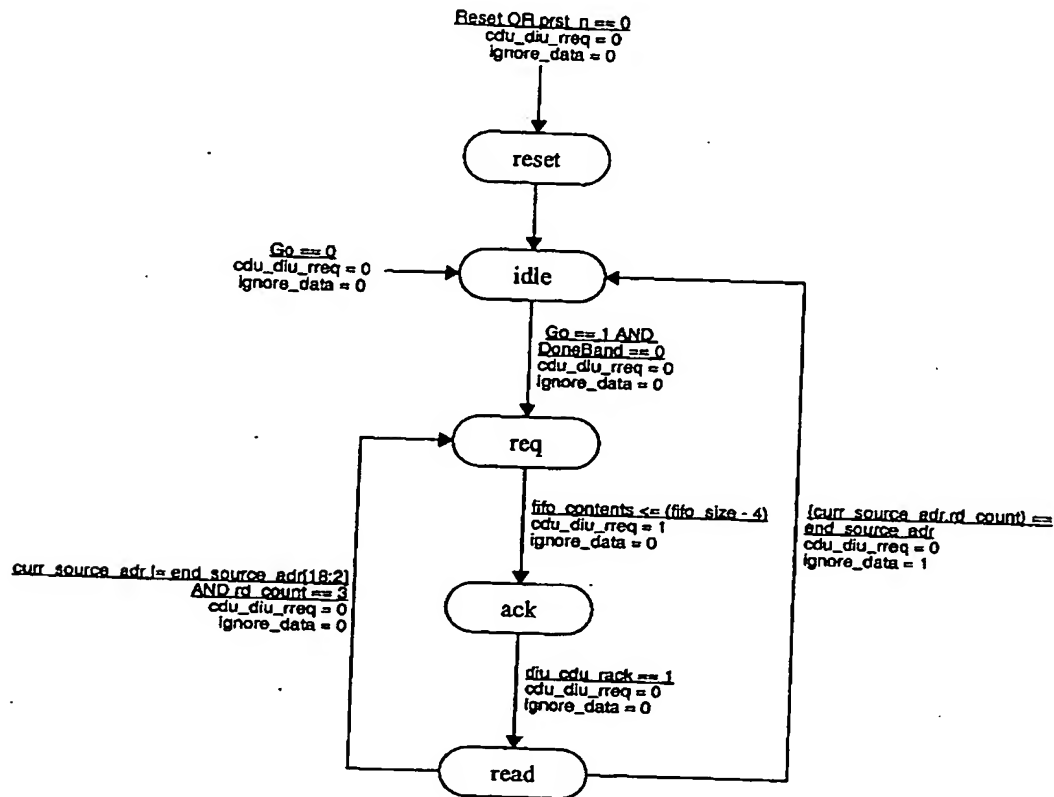 Reset OR prst_n == 0
cdu_diu_rreq = 0
ignore_data = 0
reset
Go == 0
cdu_diu_rreq = 0
ignore_data = 0
idle
Go == 1 AND
DoneBand == 0
cdu_diu_rreq = 0
ignore_data = 0
req
fifo_contents <= (fifo_size - 4)
cdu_diu_rreq = 1
ignore_data = 0
{curr_source_adr,rd_count} ==
end_source_adr
cdu_diu_rreq = 0
ignore_data = 1
curr_source_adr != end_source_adr[18:2]
AND rd_count == 3
cdu_diu_rreq = 0
ignore_data = 0
ack
diu_cdu_rack == 1
cdu_diu_rreq = 0
ignore_data = 0
read